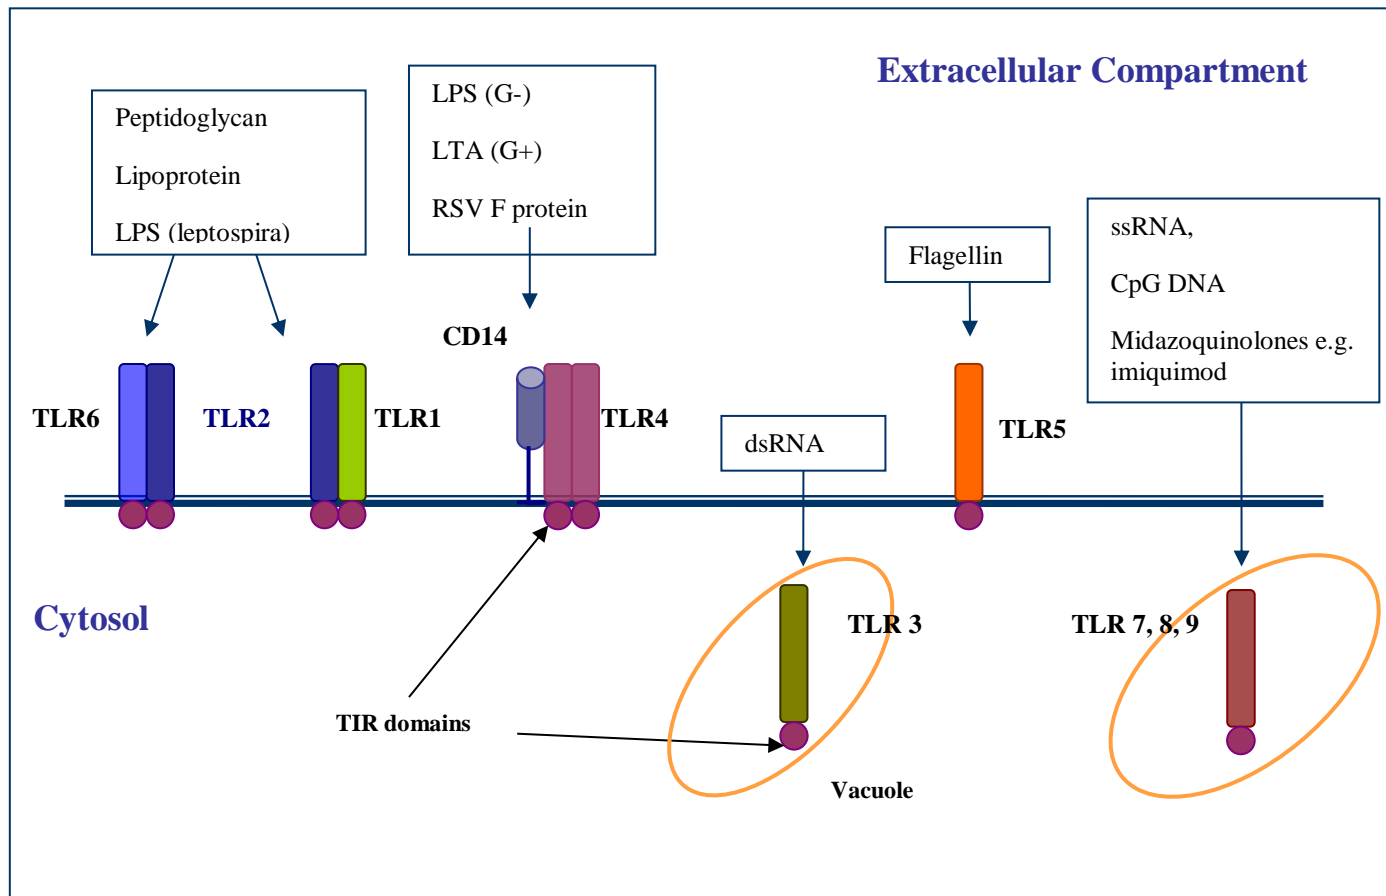 Extracellular Compartment
Peptidoglycan
Lipoprotein
LPS (leptospira)
LPS (G-)
LTA (G+)
RSV F protein
Flagellin
ssRNA,
CpG DNA
Midazoquinolones e.g.
imiquimod
CD14
TLR6
TLR2
TLR1
TLR4
dsRNA
TLR5
Cytosol
TLR 3
TLR 7, 8, 9
TIR domains
Vacuole